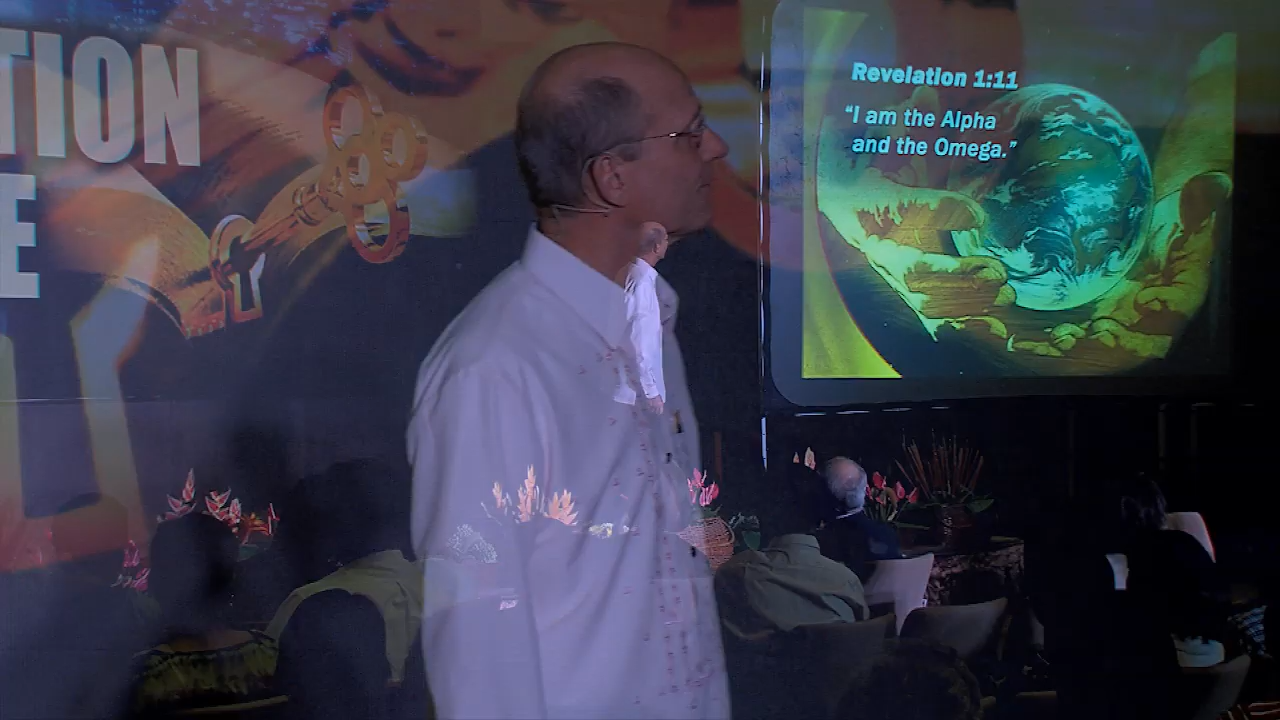 TION
E
Revelation 1:11
“I am the Alpha
and the Omega.”